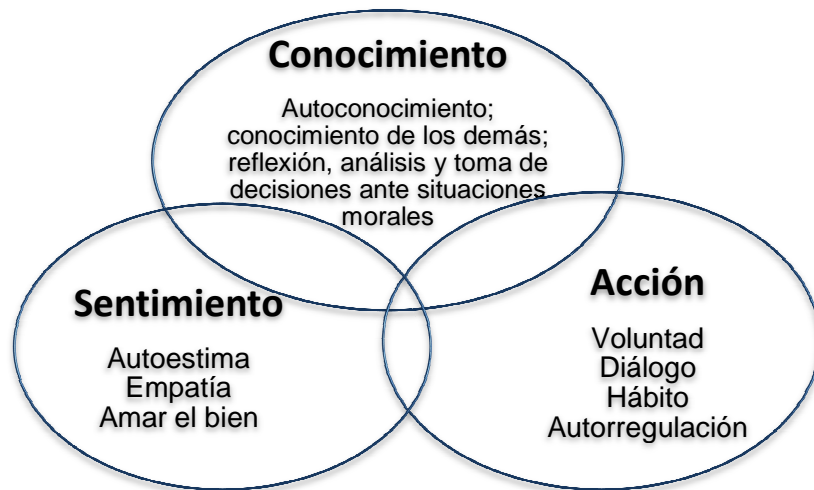 Conocimiento
Autoconocimiento;
conocimiento de los demás;
reflexión, análisis y toma de
decisiones ante situaciones
morales
Sentimiento
Autoestima
Empatía
Amar el bien
Acción
Voluntad
Diálogo
Hábito
Autorregulación